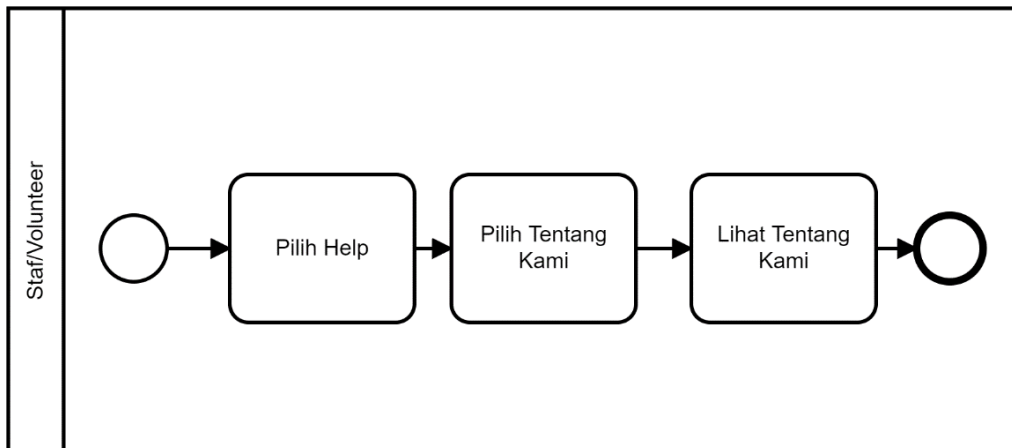 Staf/Volunteer
Pilih Help
Pilih Tentang
Kami
Lihat Tentang
Kami